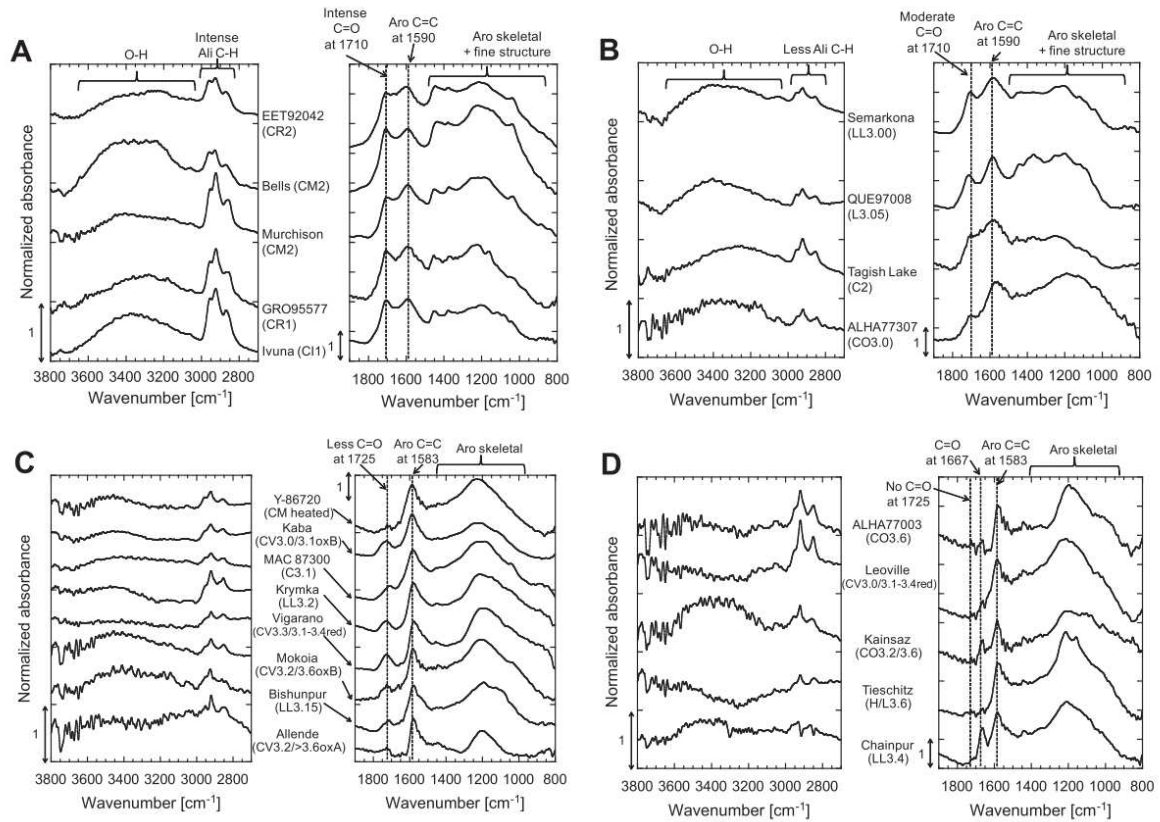 A
O-H
Intense
Ali C-H
Intense
C=O
at 1710
Aro C=C
at 1590
Aro skeletal
+ fine structure
Normalized absorbance
1
EET92042
(CR2)
Bells (CM2)
Murchison
(CM2)
GRO95577
(CR1)
Ivuna (CI1)
1
3800 3600 3400 3200 3000 2800
Wavenumber [cm-1]
1800 1600 1400 1200 1000 800
Wavenumber [cm-1]
B
O-H
Less Ali C-H
Moderate
C=O
at 1710
Aro C=C
at 1590
Aro skeletal
+ fine structure
Normalized absorbance
1
Semarkona
(LL3.00)
QUE97008
(L3.05)
Tagish Lake
(C2)
ALHA77307
(CO3.0)
1
3800 3600 3400 3200 3000 2800
Wavenumber [cm-1]
1800 1600 1400 1200 1000 800
Wavenumber [cm-1]
C
Less C=O
at 1725
Aro C=C
at 1583
Aro skeletal
Normalized absorbance
1
1
Y-86720
(CM heated)
Kaba
(CV3.0/3.1oxB)
MAC 87300
(C3.1)
Krymka
(LL3.2)
Vigarano
(CV3.3/3.1-3.4red)
Mokoia
(CV3.2/3.6oxB)
Bishunpur
(LL3.15)
Allende
(CV3.2/>3.6oxA)
3800 3600 3400 3200 3000 2800
Wavenumber [cm-1]
1800 1600 1400 1200 1000 800
Wavenumber [cm-1]
D
C=O
at 1667
Aro C=C
at 1583
Aro skeletal
No C=O
at 1725
Normalized absorbance
1
ALHA77003
(CO3.6)
Leoville
(CV3.0/3.1-3.4red)
Kainsaz
(CO3.2/3.6)
Tieschitz
(H/L3.6)
Chainpur
(LL3.4)
1
3800 3600 3400 3200 3000 2800
Wavenumber [cm-1]
1800 1600 1400 1200 1000 800
Wavenumber [cm-1]